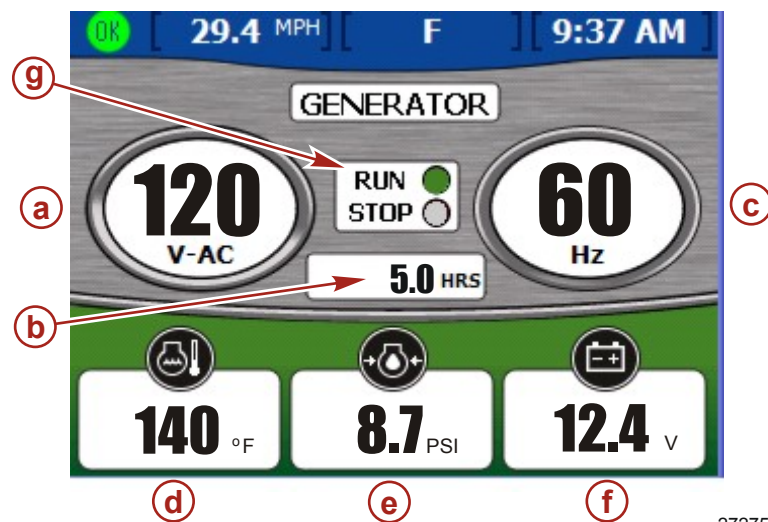 OK [ 29.4 MPH ] [ F ] [ 9:37 AM ]
g
GENERATOR
RUN
STOP
a
120
V-AC
60
Hz
c
b
5.0 HRS
140 °F
8.7 PSI
12.4 V
d
e
f